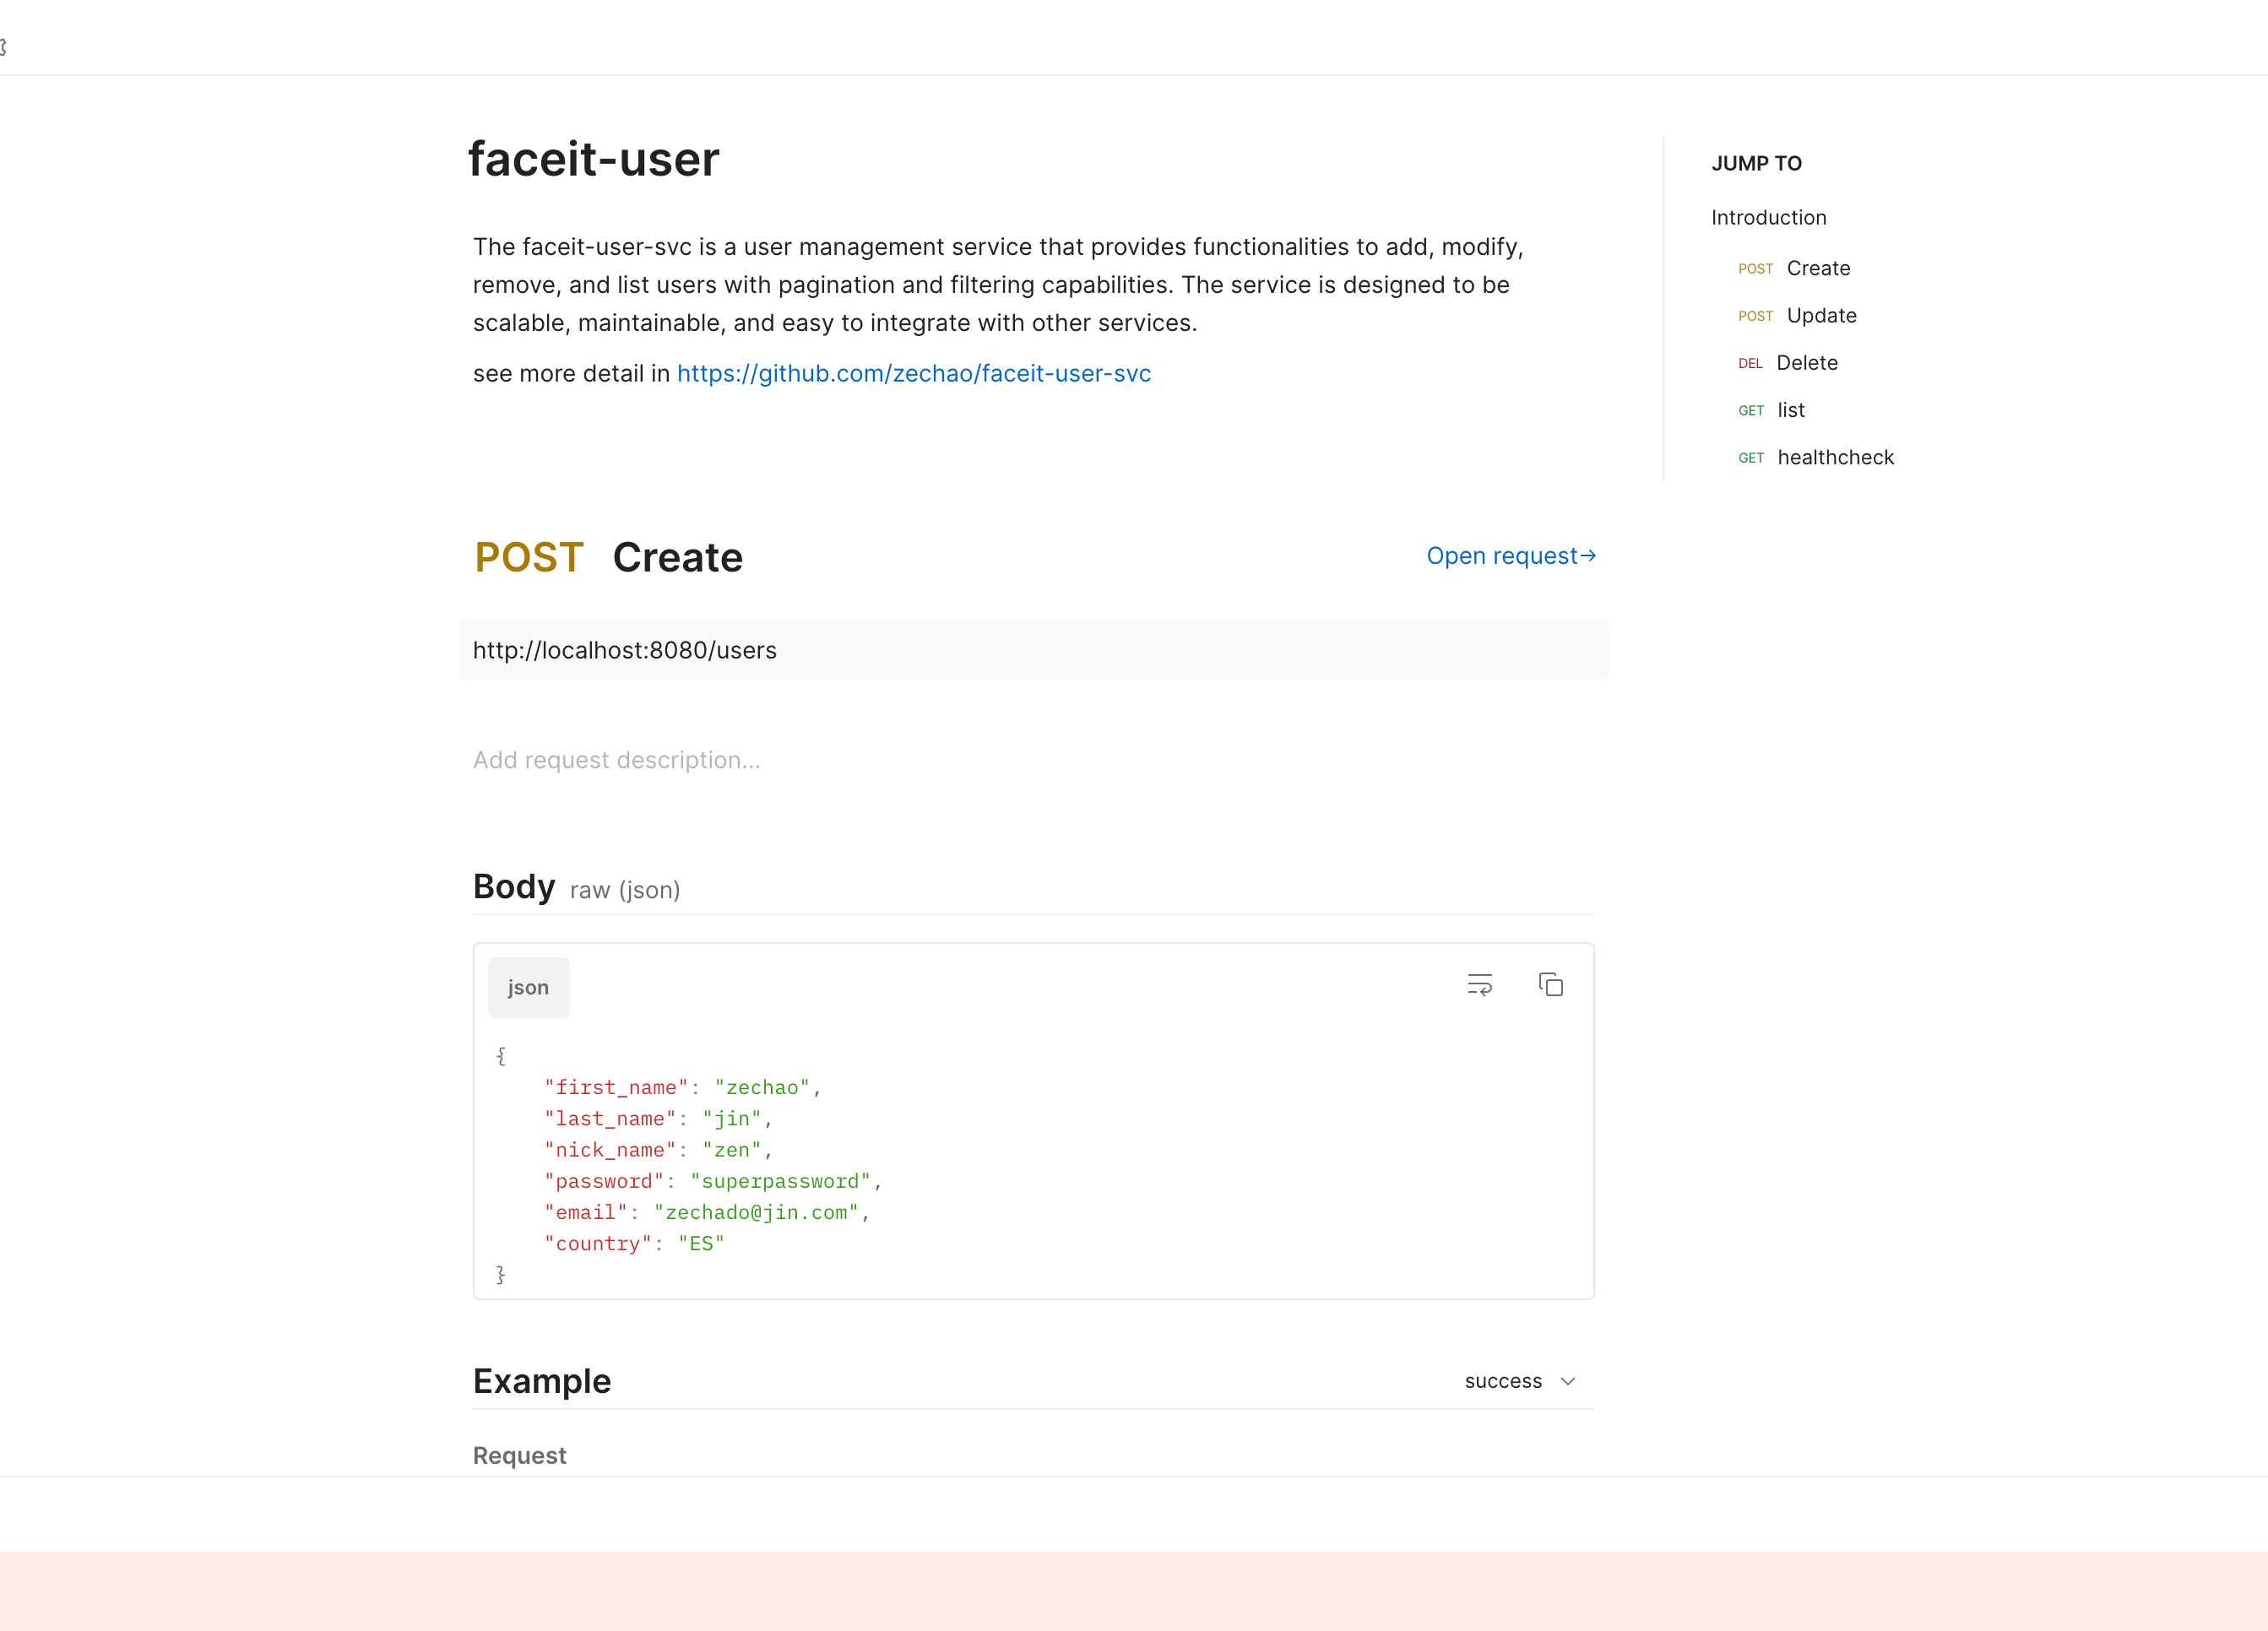 faceit-user
The faceit-user-svc is a user management service that provides functionalities to add, modify,
remove, and list users with pagination and filtering capabilities. The service is designed to be
scalable, maintainable, and easy to integrate with other services.
see more detail in https://github.com/zechao/faceit-user-svc
JUMP TO
Introduction
POST Create
POST Update
DEL Delete
GET list
GET healthcheck
POST Create
Open request→
http://localhost:8080/users
Add request description...
Body raw (json)
json
{
    "first_name": "zechao",
    "last_name": "jin",
    "nick_name": "zen",
    "password": "superpassword",
    "email": "zechado@jin.com",
    "country": "ES"
}
Example
success
Request